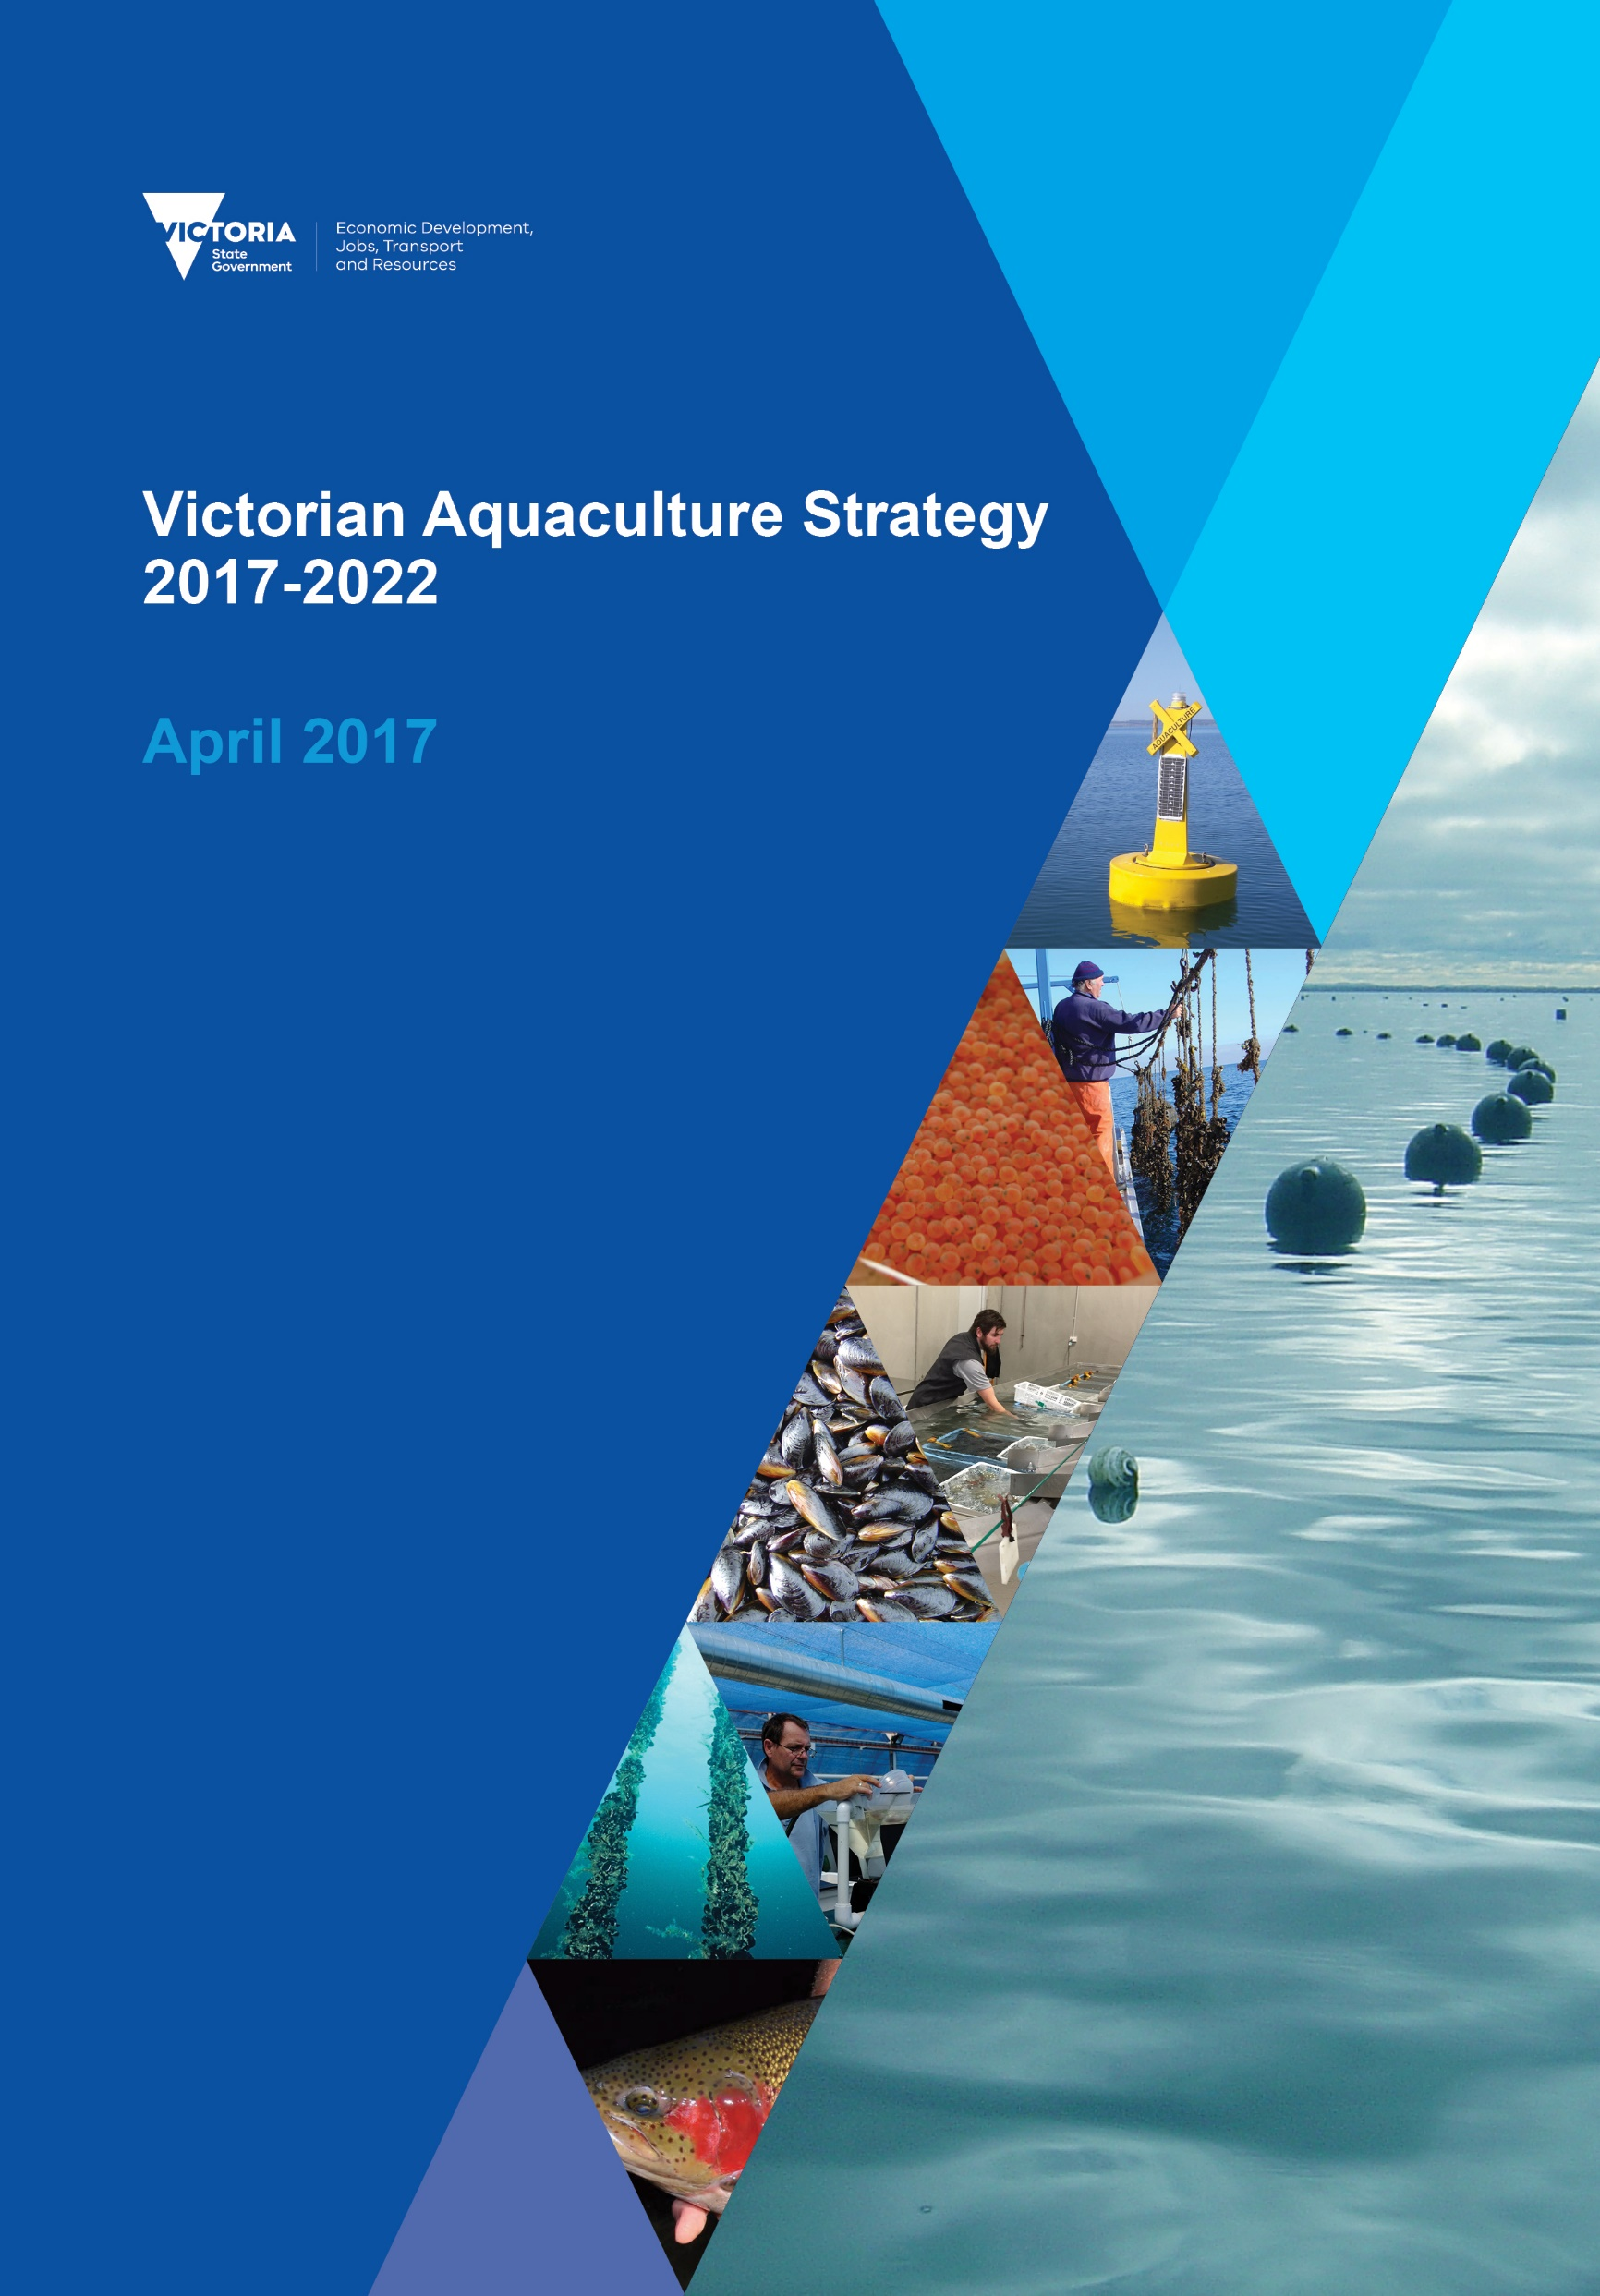 VICTORIA
State
Government
Economic Development,
Jobs, Transport
and Resources
Victorian Aquaculture Strategy
2017-2022
April 2017
AQUACULTURE